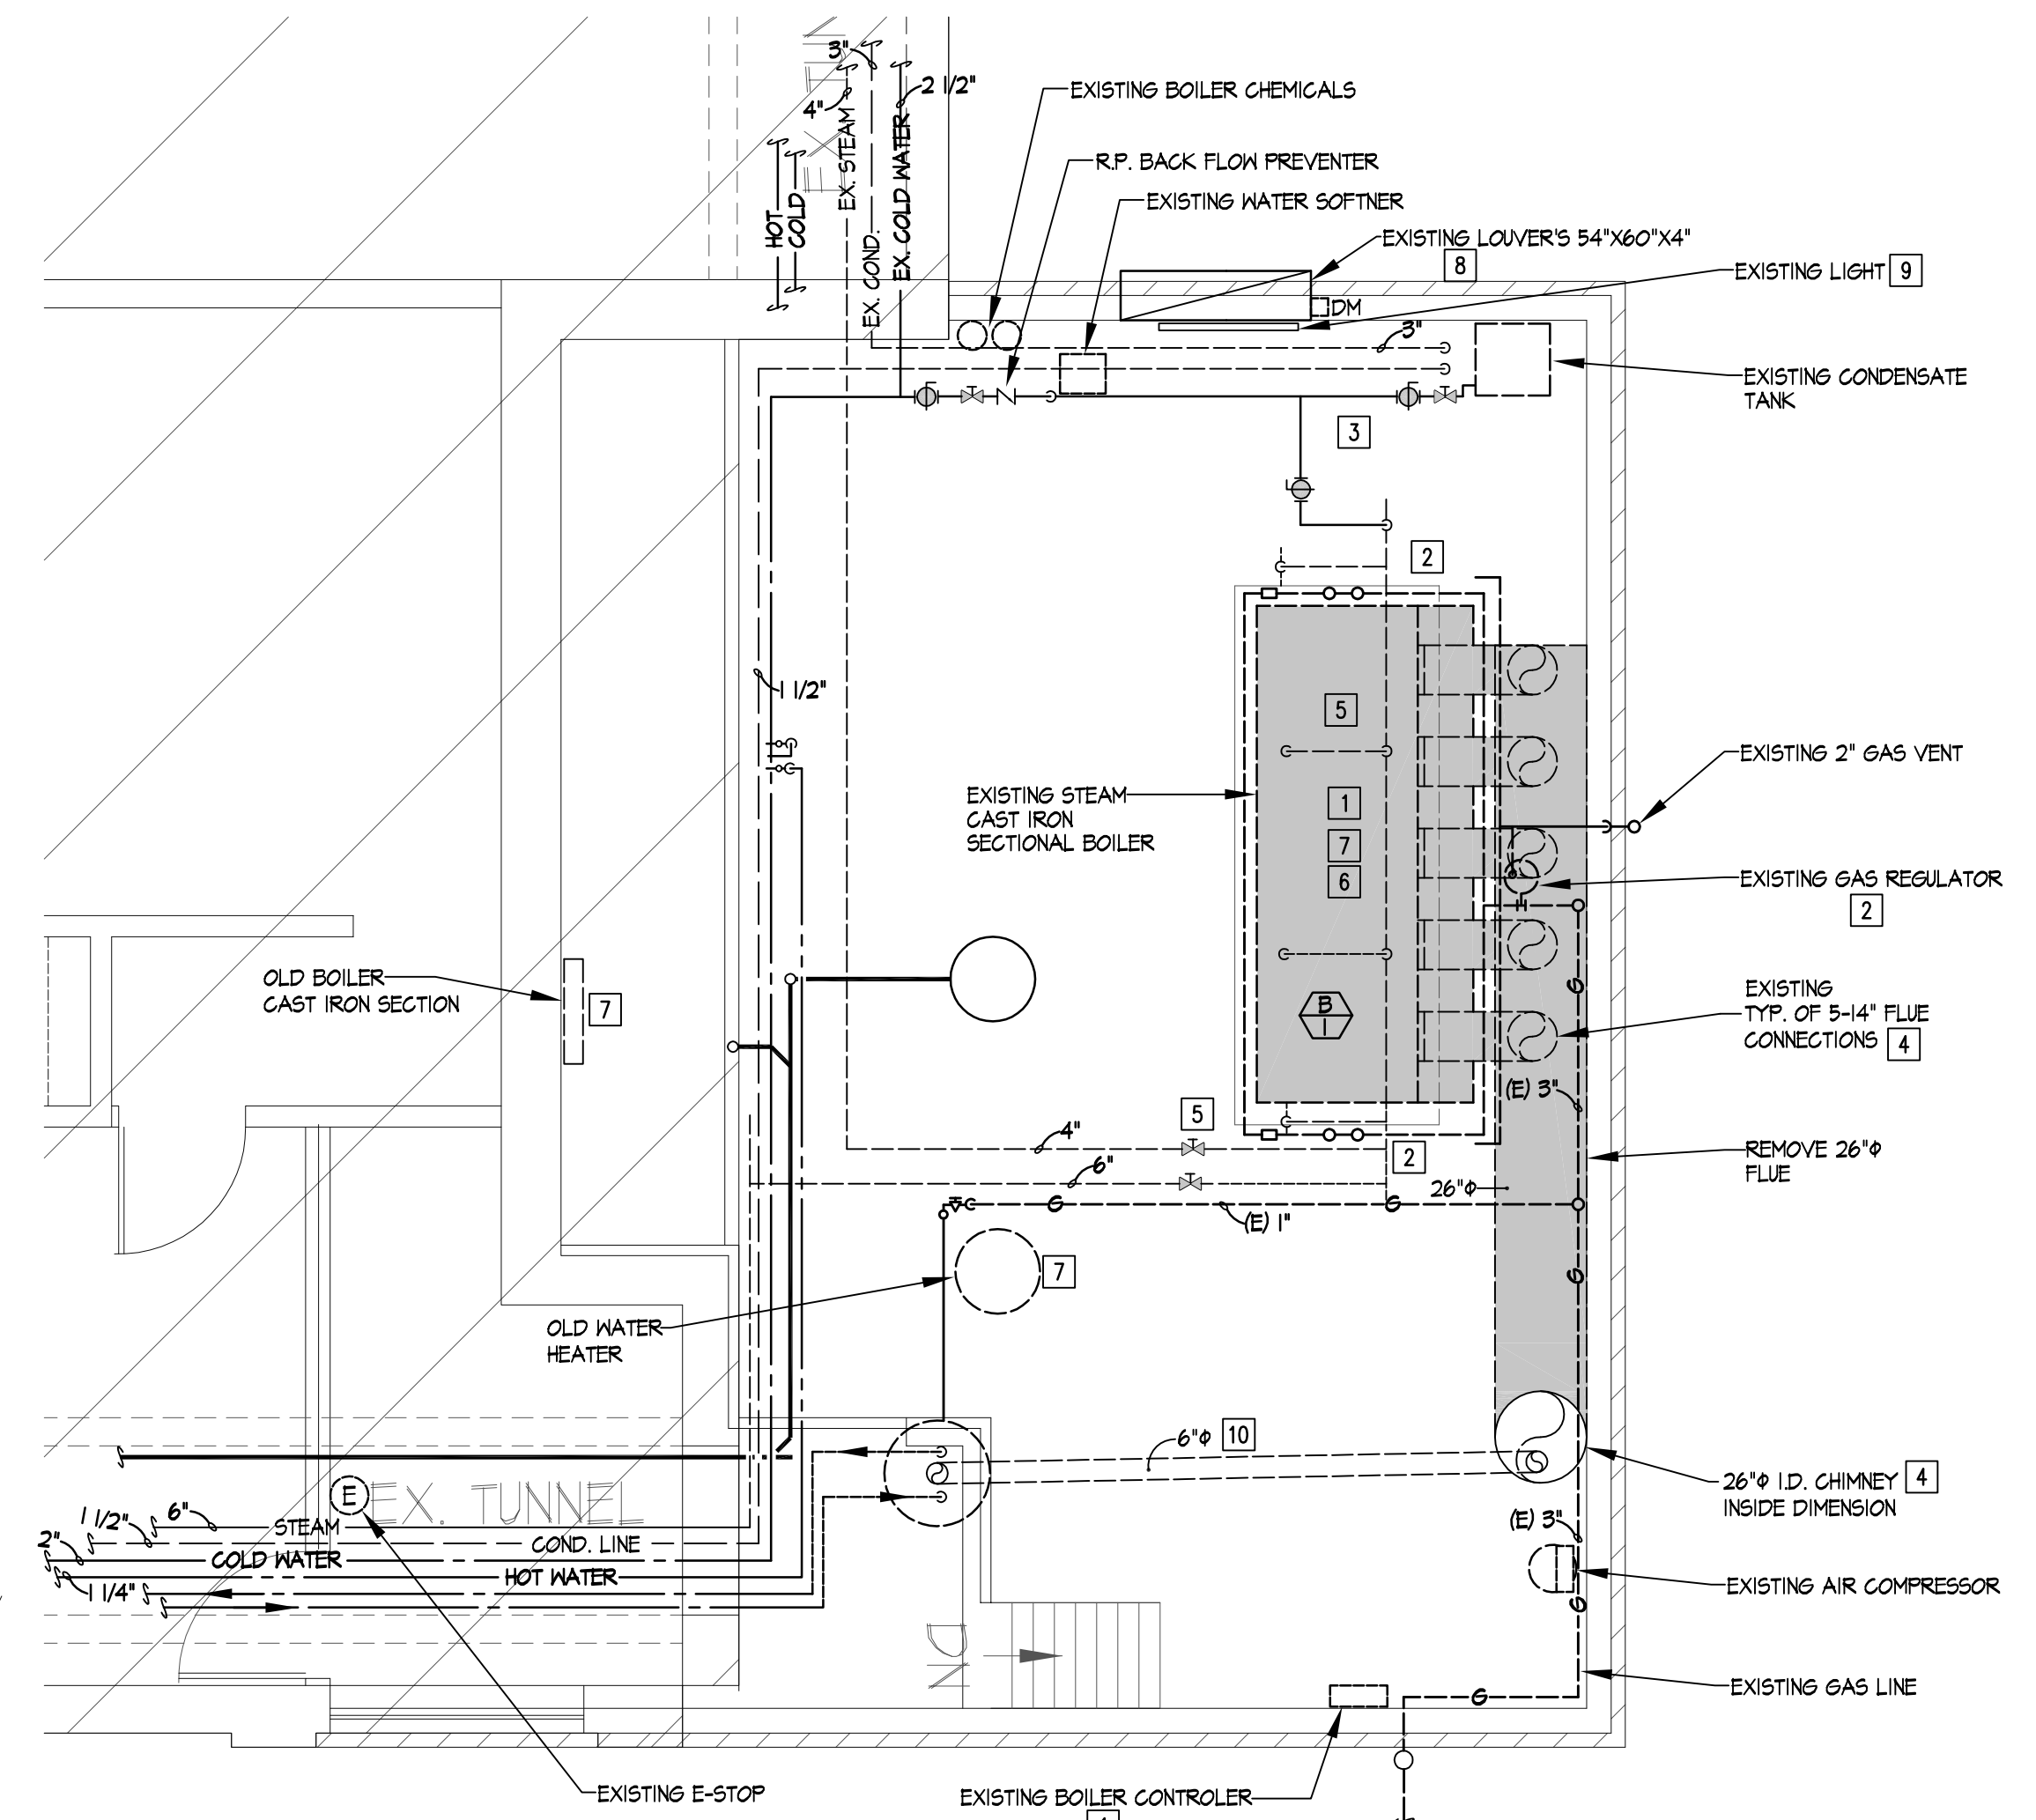 3"
2 1/2"
4"
EX. STEAM
EX. COND.
EX. COLD WATER
HOT
COLD
EXISTING BOILER CHEMICALS
R.P. BACK FLOW PREVENTER
EXISTING WATER SOFTNER
EXISTING LOUVER'S 54"X60"X4"
8
EXISTING LIGHT 9
DM
3"
EXISTING CONDENSATE
TANK
3
2
1 1/2"
5
EXISTING STEAM
CAST IRON
SECTIONAL BOILER
1
7
6
EXISTING 2" GAS VENT
EXISTING GAS REGULATOR
2
OLD BOILER
CAST IRON SECTION
7
B
1
G
EXISTING
TYP. OF 5-14" FLUE
CONNECTIONS 4
(E) 3"
5
4"
2
REMOVE 26"Φ
FLUE
6"
26"Φ
G
G
(E) 1"
7
G
OLD WATER
HEATER
6"Φ 10
26"Φ I.D. CHIMNEY 4
INSIDE DIMENSION
E
EX. TUNNEL
1 1/2"
6"
STEAM
2"
COND. LINE
COLD WATER
HOT WATER
1 1/4"
(E) 3"
EXISTING AIR COMPRESSOR
G
DN
G
EXISTING GAS LINE
EXISTING E-STOP
EXISTING BOILER CONTROLER